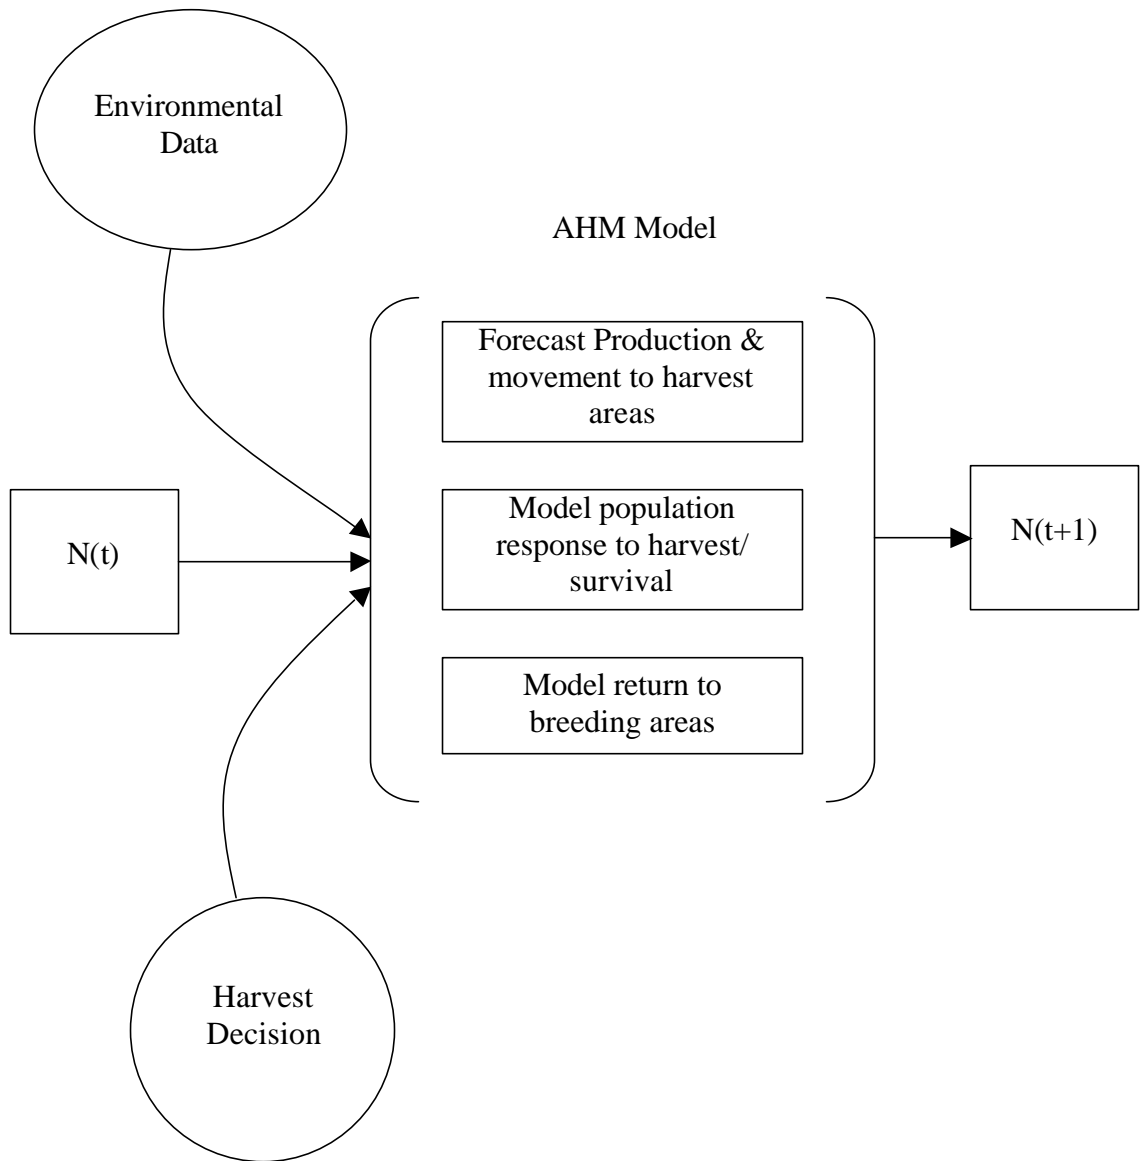 Environmental
Data
AHM Model
Forecast Production &
movement to harvest
areas
N(t)
Model population
response to harvest/
survival
N(t+1)
Model return to
breeding areas
Harvest
Decision